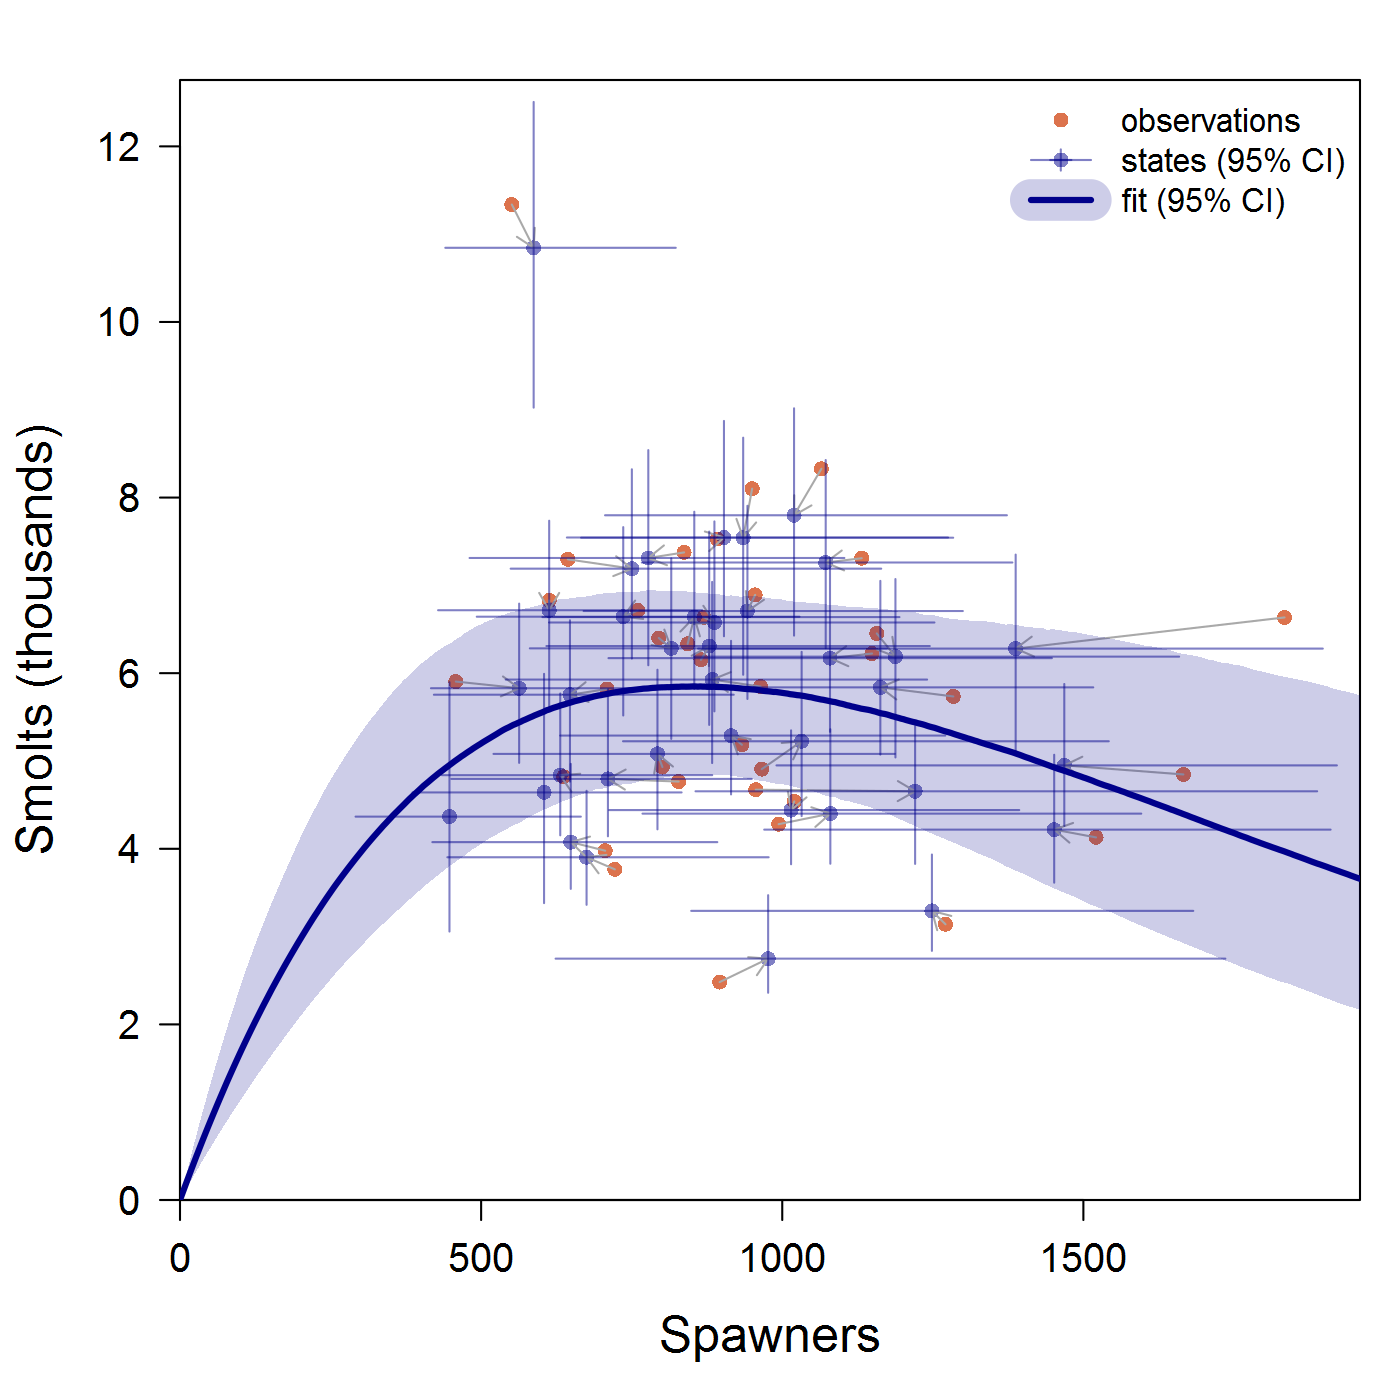 observations
states (95% CI)
fit (95% CI)
Smolts (thousands)
12
10
8
6
4
2
0
0 500 1000 1500
Spawners